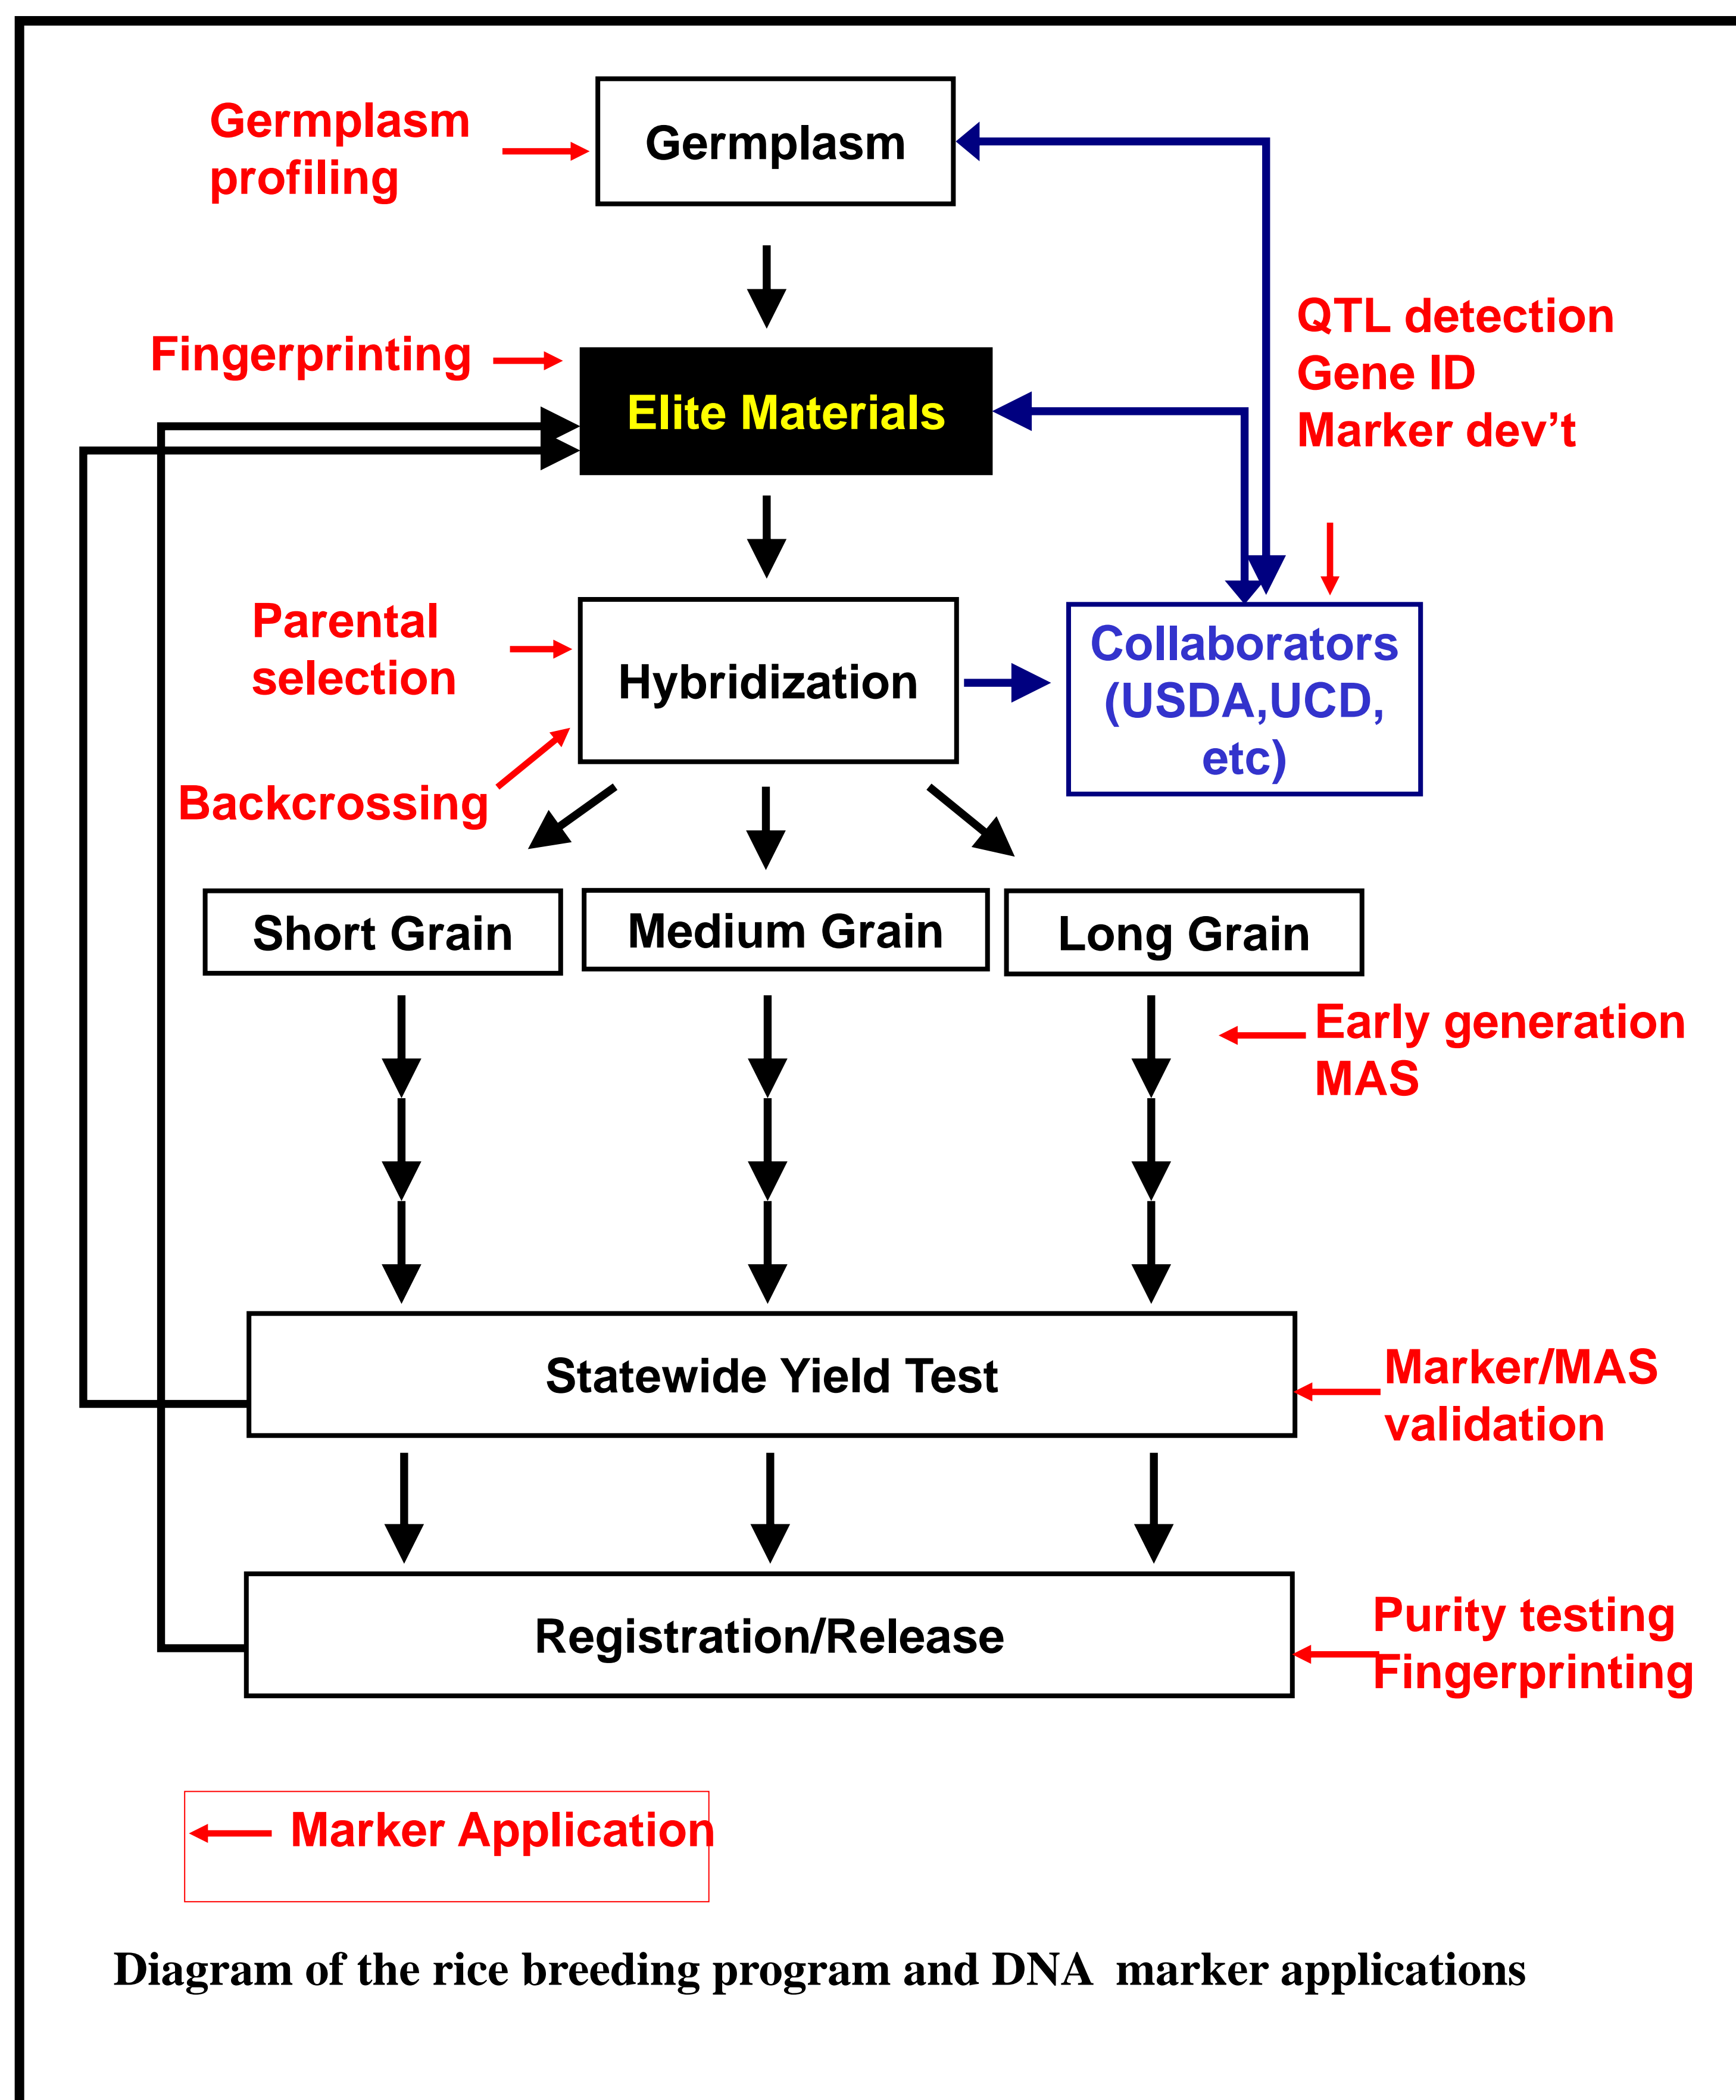 Germplasm
profiling
Germplasm
QTL detection
Gene ID
Marker dev’t
Fingerprinting
Elite Materials
Parental
selection
Hybridization
Collaborators
(USDA,UCD,
etc)
Backcrossing
Short Grain
Medium Grain
Long Grain
Early generation
MAS
Statewide Yield Test
Marker/MAS
validation
Registration/Release
Purity testing
Fingerprinting
Marker Application
Diagram of the rice breeding program and DNA  marker applications